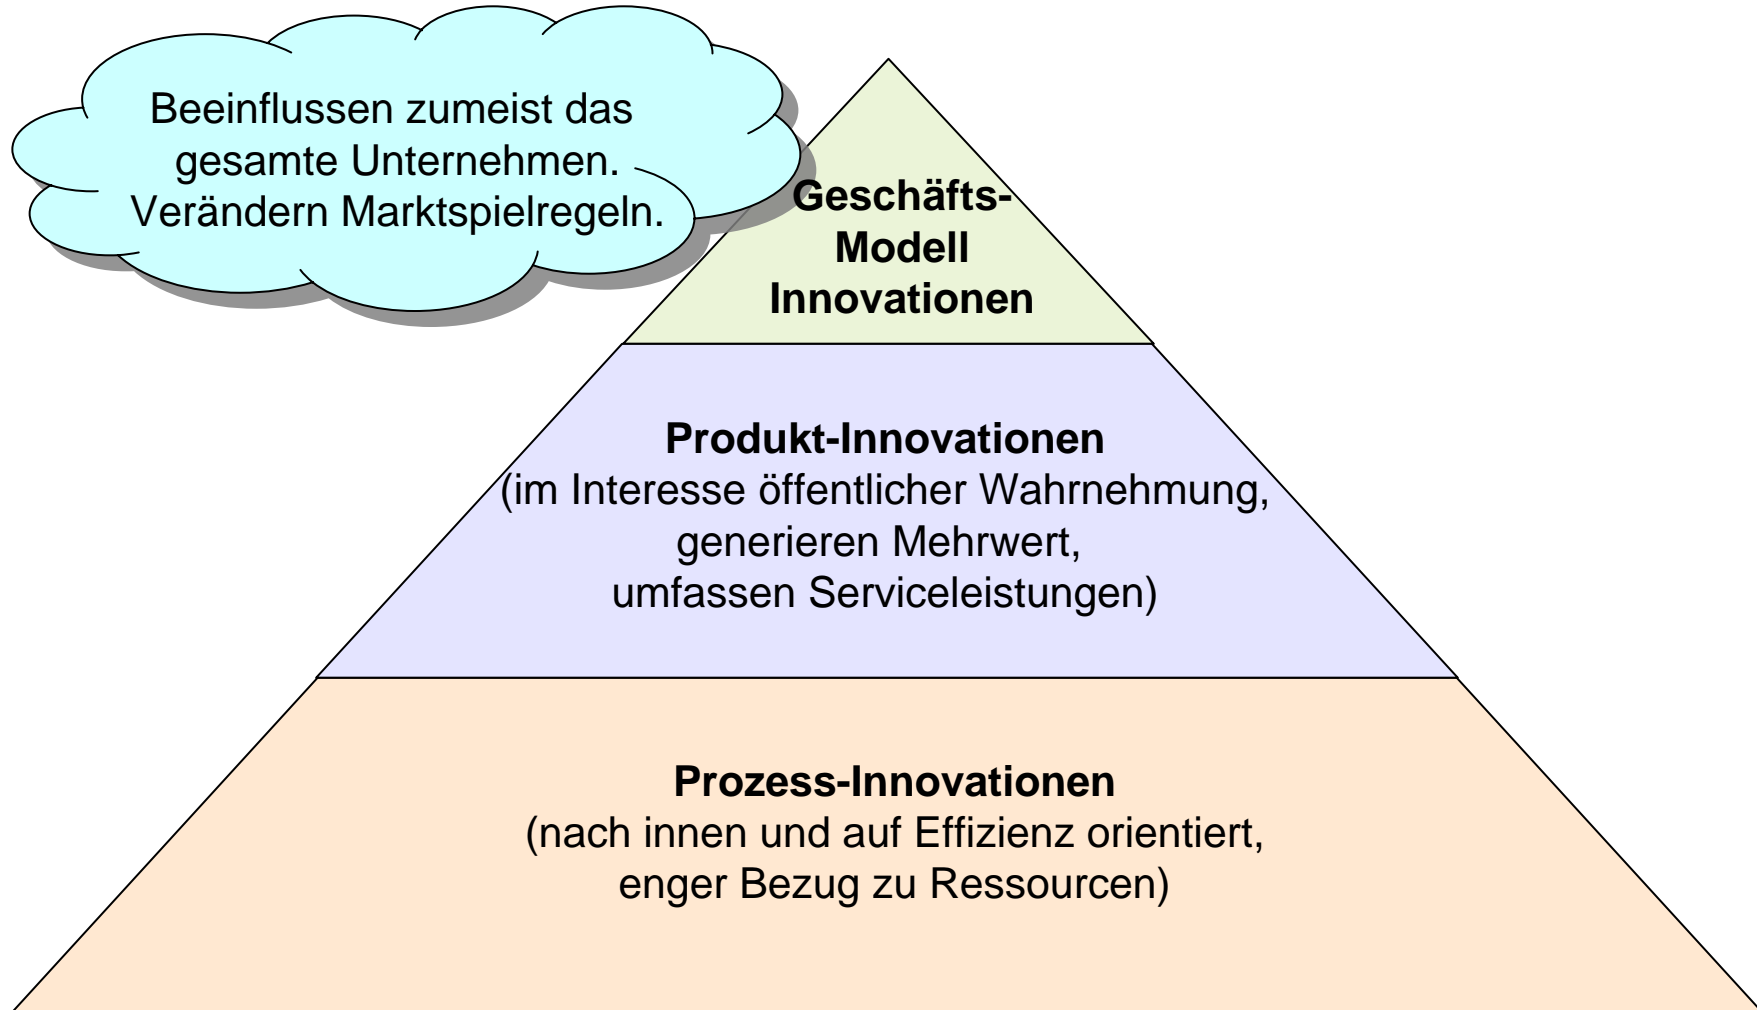 Beeinflussen zumeist das
gesamte Unternehmen.
Verändern Marktspielregeln.
Geschäfts-
Modell
Innovationen
Produkt-Innovationen
(im Interesse öffentlicher Wahrnehmung,
generieren Mehrwert,
umfassen Serviceleistungen)
Prozess-Innovationen
(nach innen und auf Effizienz orientiert,
enger Bezug zu Ressourcen)